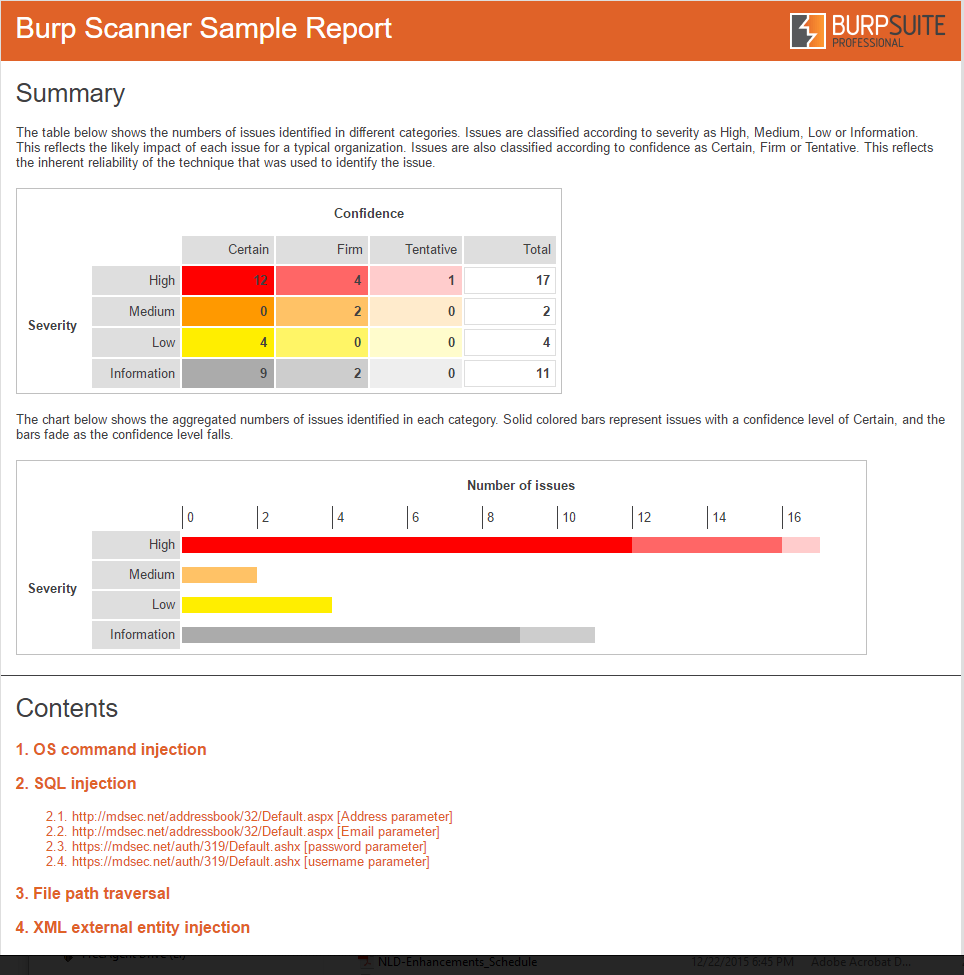 Burp Scanner Sample Report
BURPSUITE
PROFESSIONAL
Summary
The table below shows the numbers of issues identified in different categories. Issues are classified according to severity as High, Medium, Low or Information.
This reflects the likely impact of each issue for a typical organization. Issues are also classified according to confidence as Certain, Firm or Tentative. This reflects
the inherent reliability of the technique that was used to identify the issue.
Confidence
Certain Firm Tentative Total
High 12 4 1 17
Medium 0 2 0 2
Severity
Low 4 0 0 4
Information 9 2 0 11
The chart below shows the aggregated numbers of issues identified in each category. Solid colored bars represent issues with a confidence level of Certain, and the
bars fade as the confidence level falls.
Number of issues
0 2 4 6 8 10 12 14 16
High
Medium
Severity
Low
Information
Contents
1. OS command injection
2. SQL injection
2.1. http://mdsec.net/addressbook/32/Default.aspx [Address parameter]
2.2. http://mdsec.net/addressbook/32/Default.aspx [Email parameter]
2.3. https://mdsec.net/auth/319/Default.ashx [password parameter]
2.4. https://mdsec.net/auth/319/Default.ashx [username parameter]
3. File path traversal
4. XML external entity injection
NLD-Enhancements_Schedule 12/22/2015 6:45 PM Adobe Acrobat D...